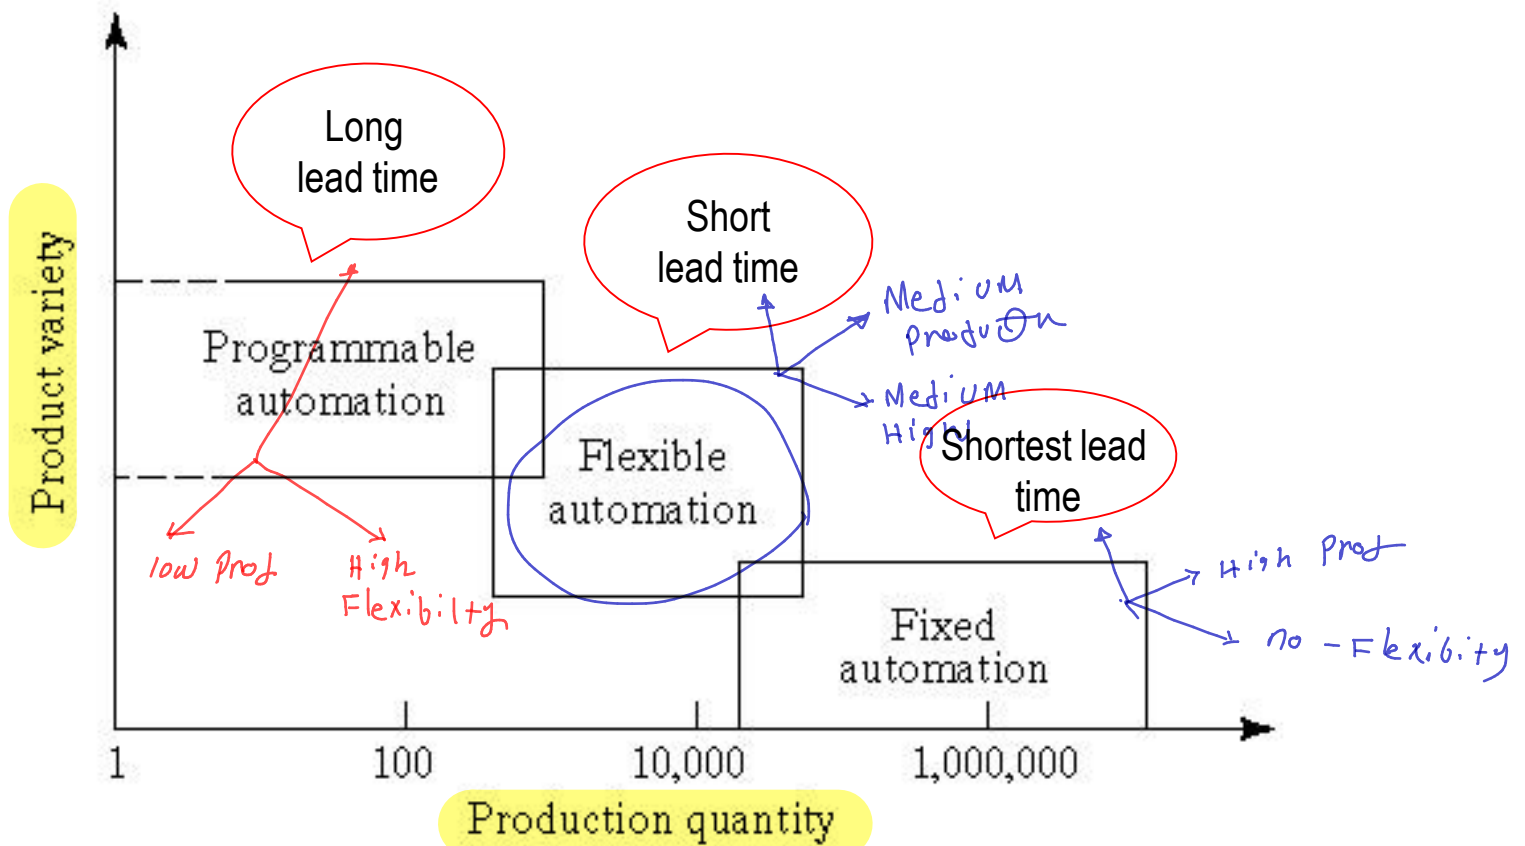 Long
lead time
Short
lead time
Medium
production
Medium
High
Product variety
Programmable
automation
Flexible
automation
Shortest lead
time
low prod
High
Flexibilty
High prod
no - Flexibity
Fixed
automation
1
100
10,000
1,000,000
Production quantity